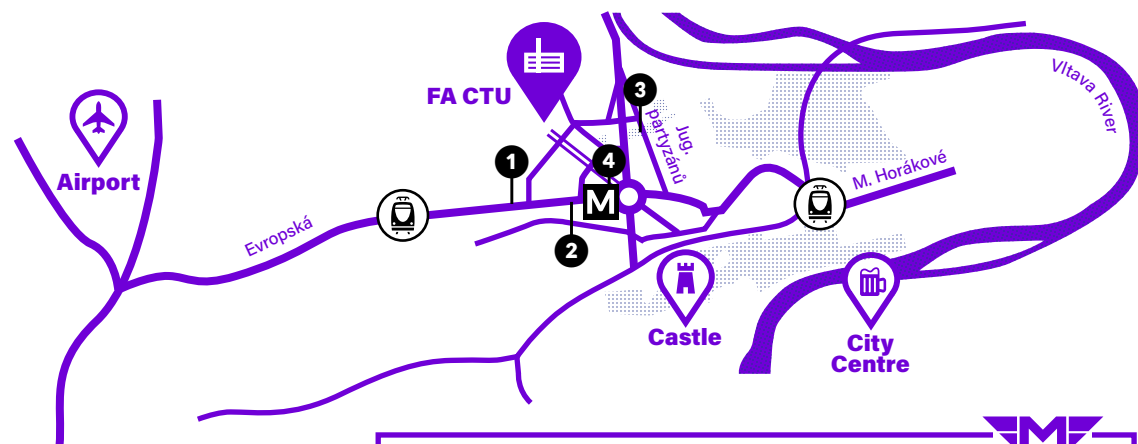 FA CTU
3
Vltava River
Jug.
partyzánů
Airport
1
4
M
M. Horákové
Evropská
2
Castle
City
Centre
M